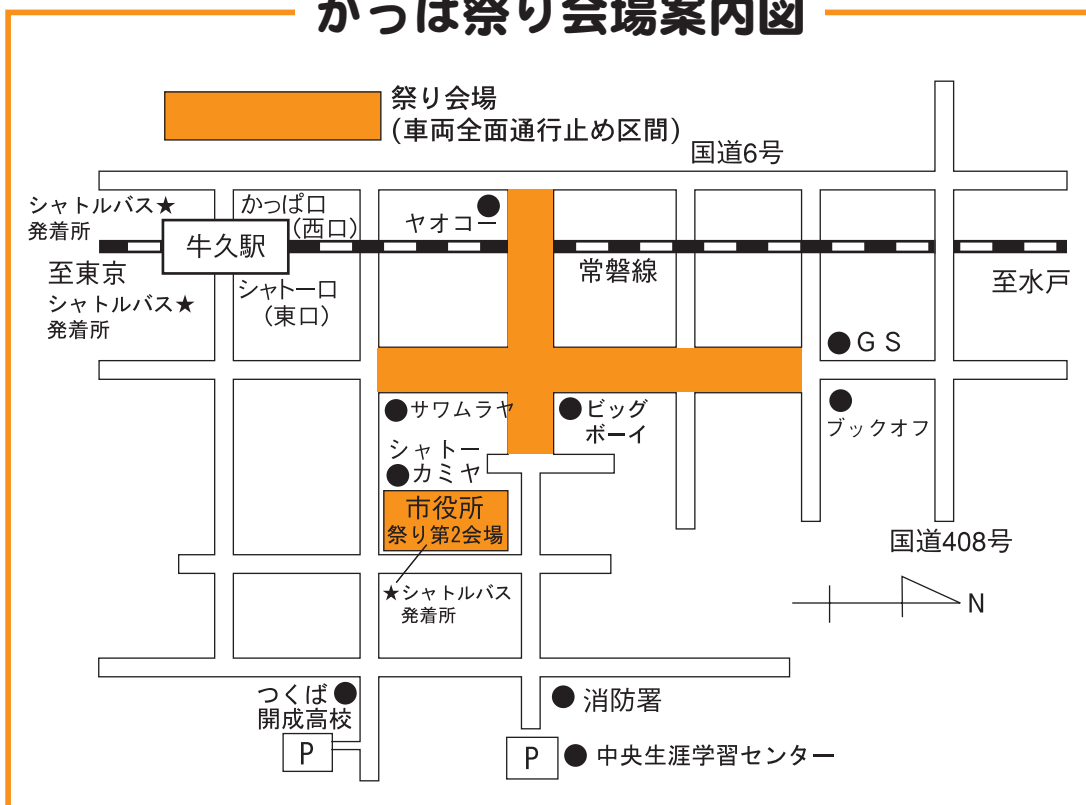 かっぱ祭り会場案内図
祭り会場
(車両全面通行止め区間)
国道6号
シャトルバス★
発着所
かっぱ口
(西口)
ヤオコー
牛久駅
至東京
常磐線
至水戸
シャトルバス★
発着所
シャトー口
(東口)
GS
サワムラヤ
ビッグ
ボーイ
ブックオフ
シャトー
カミヤ
市役所
祭り第2会場
国道408号
★シャトルバス
発着所
N
つくば
開成高校
消防署
P
P
中央生涯学習センター